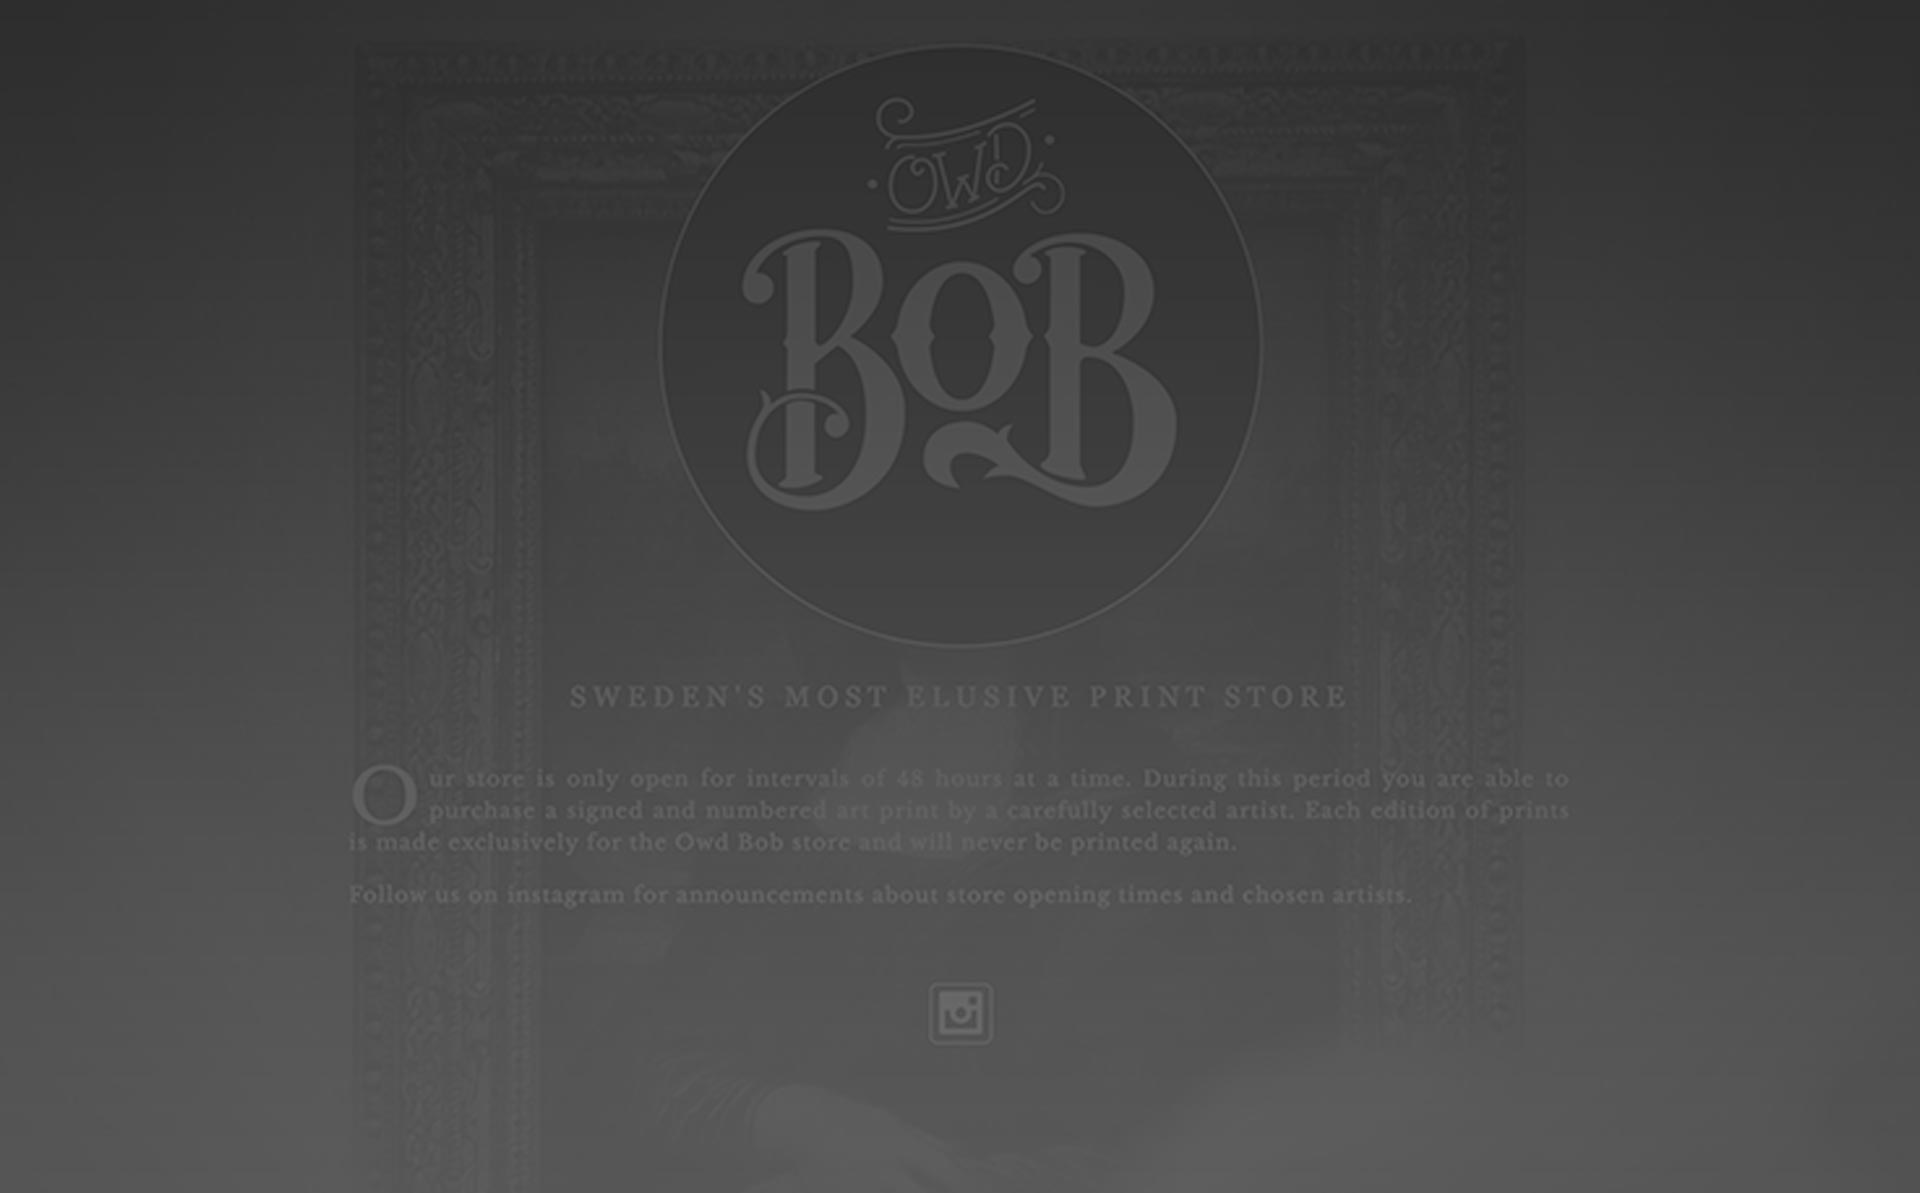 OWD
BOB
SWEDEN'S MOST ELUSIVE PRINT STORE
Our store is only open for intervals of 48 hours at a time. During this period you are able to
purchase a signed and numbered art print by a carefully selected artist. Each edition of prints
is made exclusively for the Owd Bob store and will never be printed again.
Follow us on instagram for announcements about store opening times and chosen artists.